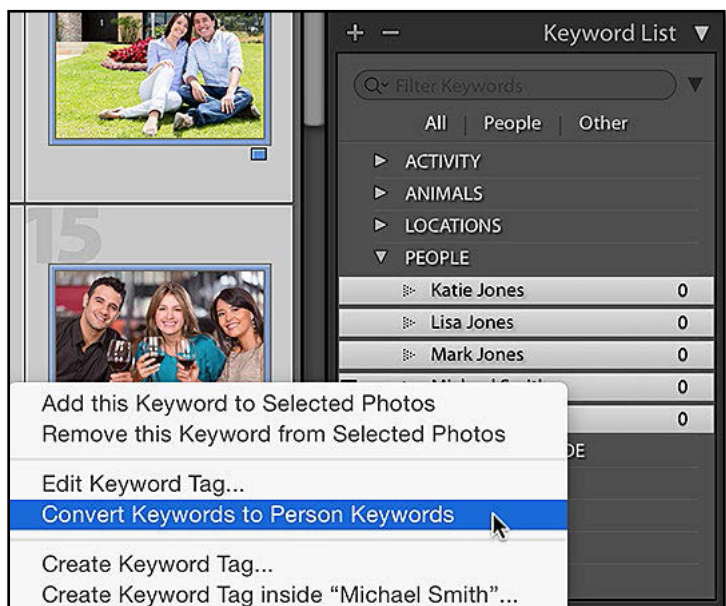 Keyword List
Filter Keywords
All | People | Other
ACTIVITY
ANIMALS
LOCATIONS
15
PEOPLE
Katie Jones 0
Lisa Jones 0
Mark Jones 0
0
0
Add this Keyword to Selected Photos
Remove this Keyword from Selected Photos
Edit Keyword Tag...
Convert Keywords to Person Keywords
Create Keyword Tag...
Create Keyword Tag inside “Michael Smith”...